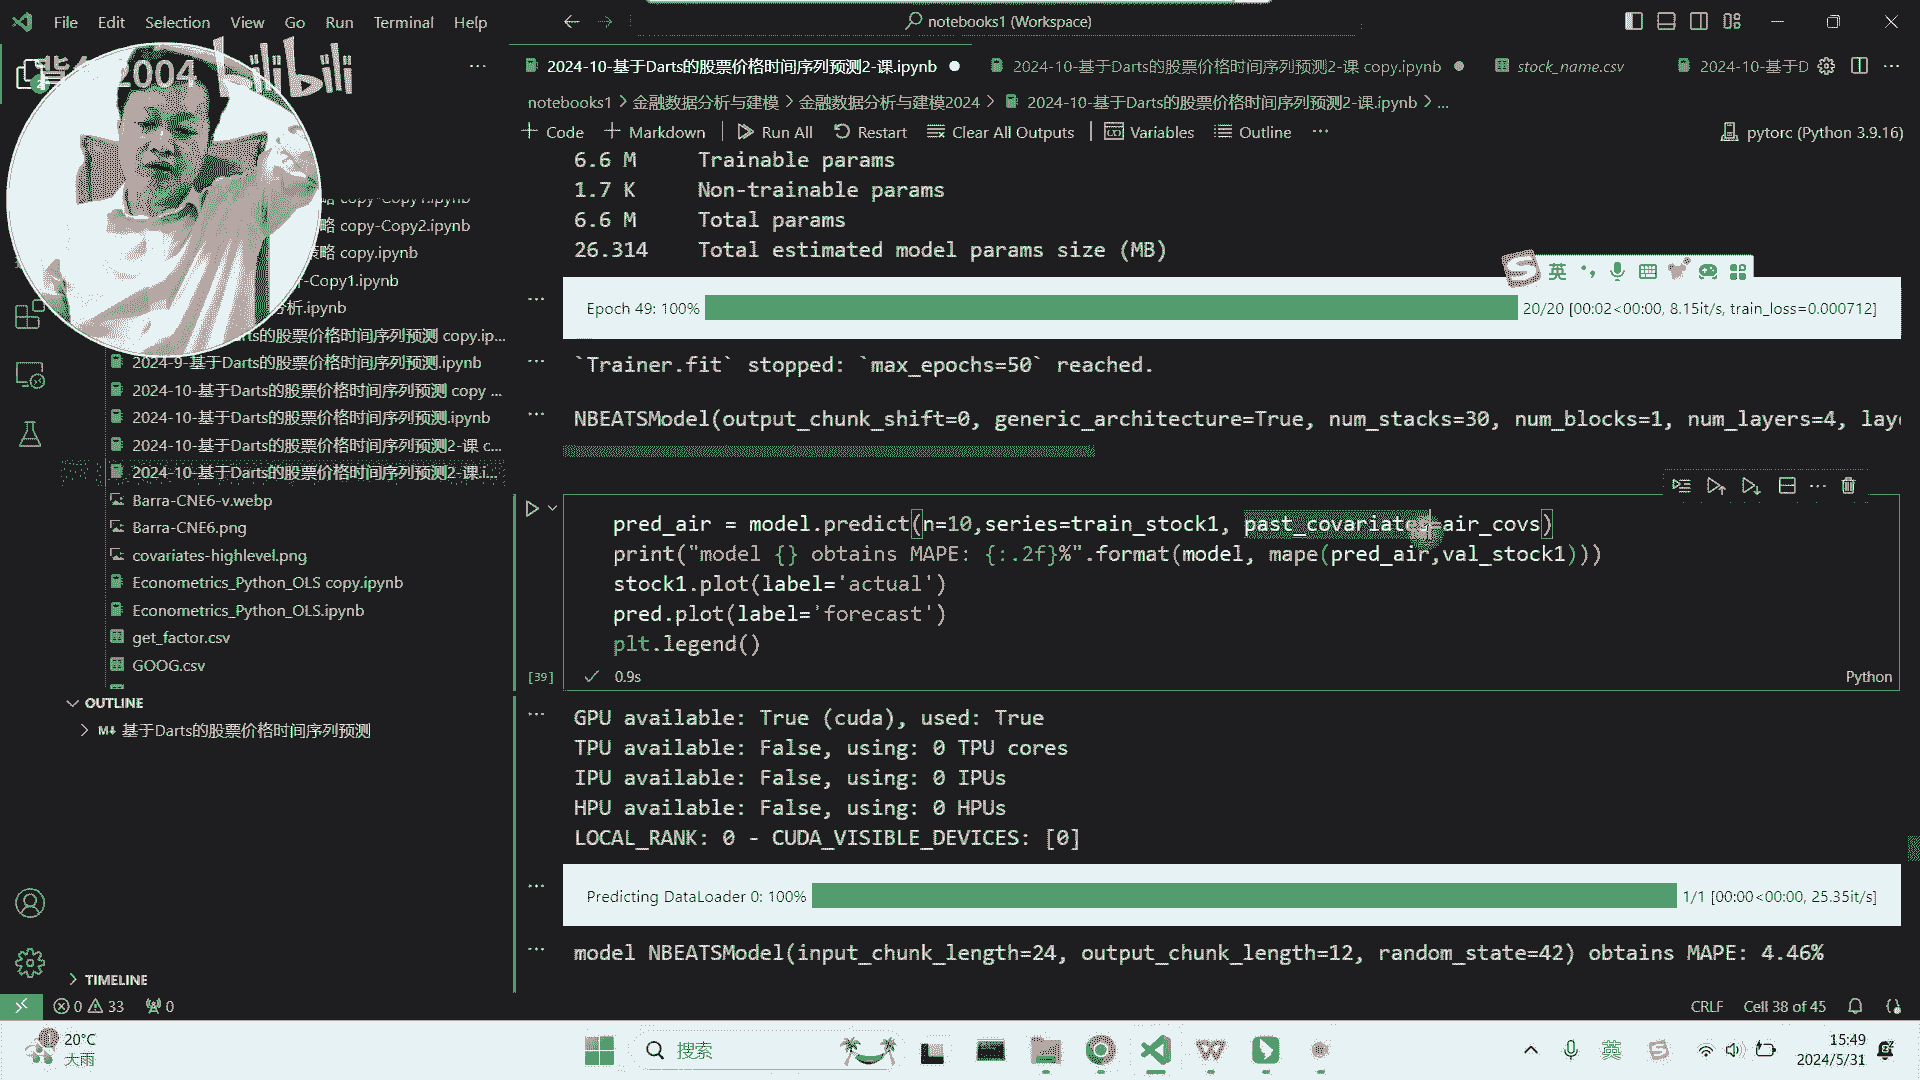 File Edit Selection View Go Run Terminal Help
notebooks1 (Workspace)
2004 bilibili
2024-10-基于Darts的股票价格时间序列预测2-课.ipynb
2024-10-基于Darts的股票价格时间序列预测2-课 copy.ipynb
stock_name.csv
2024-10-基于D
notebooks1 > 金融数据分析与建模 > 金融数据分析与建模2024 > 2024-10-基于Darts的股票价格时间序列预测2-课.ipynb > ...
+ Code + Markdown Run All Restart Clear All Outputs Variables Outline ...
pytorc (Python 3.9.16)
略 copy-Copy1.ipynb
略 copy-Copy2.ipynb
策略 copy.ipynb
-Copy1.ipynb
分析.ipynb
ts的股票价格时间序列预测 copy.ip...
2024-9-基于Darts的股票价格时间序列预测.ipynb
2024-10-基于Darts的股票价格时间序列预测 copy ...
2024-10-基于Darts的股票价格时间序列预测.ipynb
2024-10-基于Darts的股票价格时间序列预测2-课 c...
2024-10-基于Darts的股票价格时间序列预测2-课.i...
Barra-CNE6-v.webp
Barra-CNE6.png
covariates-highlevel.png
Econometrics_Python_OLS copy.ipynb
Econometrics_Python_OLS.ipynb
get_factor.csv
GOOG.csv
OUTLINE
M↓ 基于Darts的股票价格时间序列预测
TIMELINE
6.6 M Trainable params
1.7 K Non-trainable params
6.6 M Total params
26.314 Total estimated model params size (MB)
英
Epoch 49: 100% 20/20 [00:02<00:00, 8.15it/s, train_loss=0.000712]
`Trainer.fit` stopped: `max_epochs=50` reached.
NBEATSModel(output_chunk_shift=0, generic_architecture=True, num_stacks=30, num_blocks=1, num_layers=4, laye
pred_air = model.predict(n=10,series=train_stock1, past_covariates=air_covs)
print("model {} obtains MAPE: {:.2f}%".format(model, mape(pred_air,val_stock1)))
stock1.plot(label='actual')
pred.plot(label='forecast')
plt.legend()
[39] 0.9s Python
GPU available: True (cuda), used: True
TPU available: False, using: 0 TPU cores
IPU available: False, using: 0 IPUs
HPU available: False, using: 0 HPUs
LOCAL_RANK: 0 - CUDA_VISIBLE_DEVICES: [0]
Predicting DataLoader 0: 100% 1/1 [00:00<00:00, 25.35it/s]
model NBEATSModel(input_chunk_length=24, output_chunk_length=12, random_state=42) obtains MAPE: 4.46%
0 33 0
CRLF Cell 38 of 45
20°C
大雨
搜索
英
15:49
2024/5/31